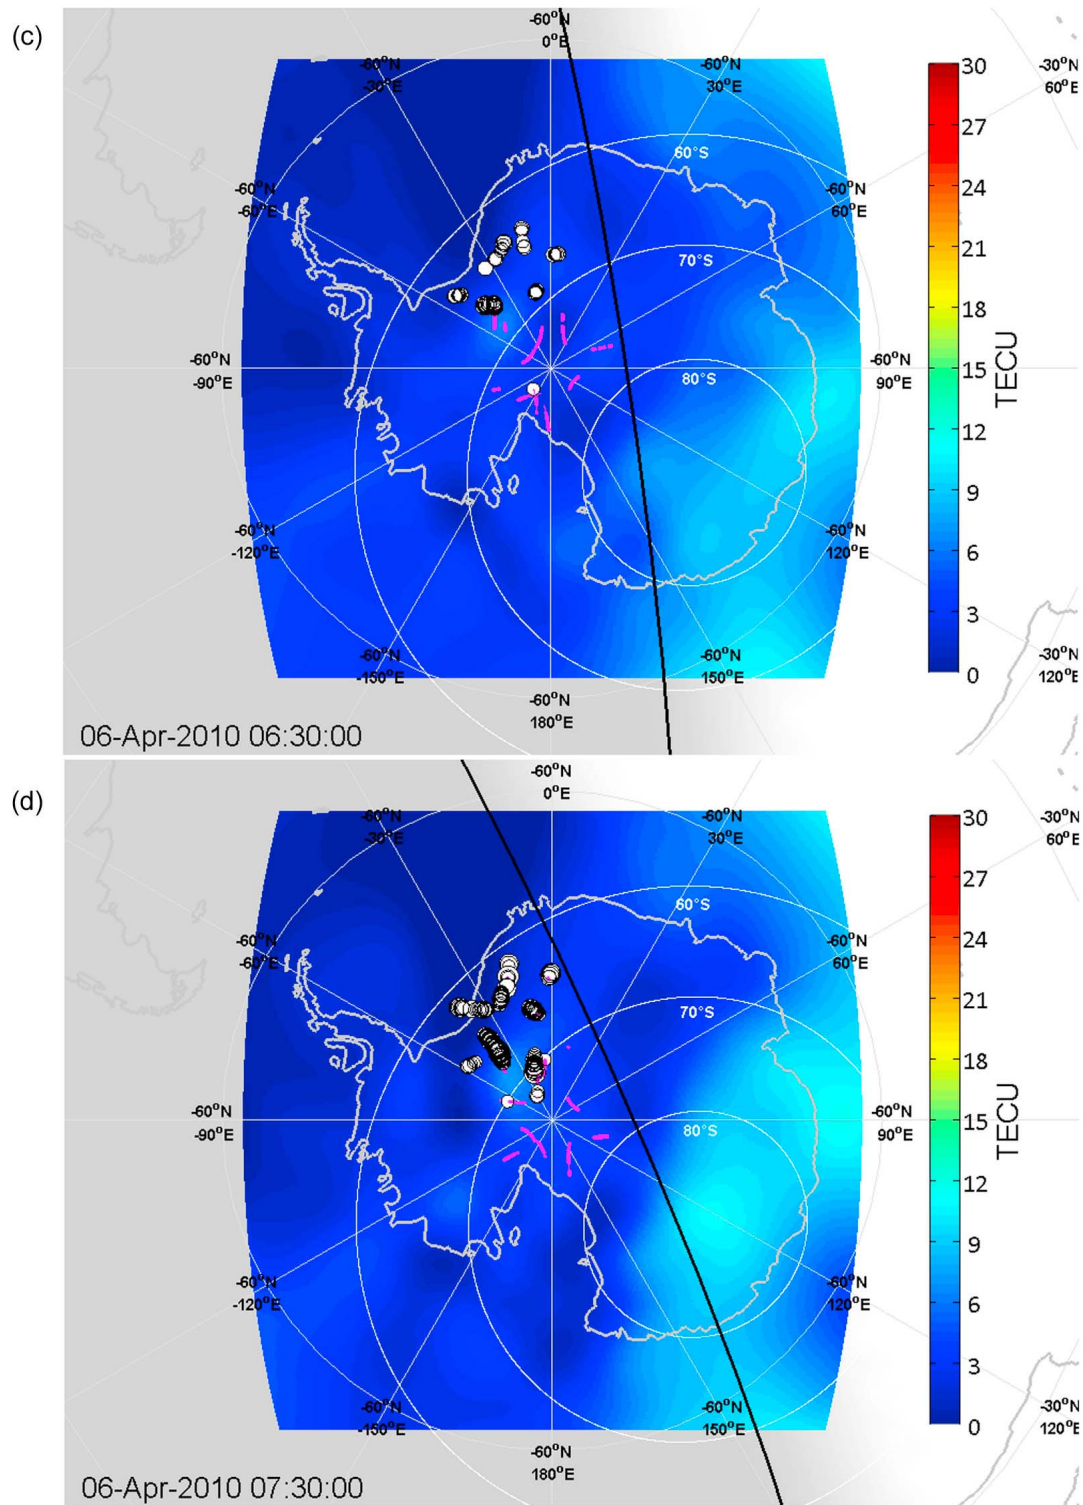 (c)
-60°N
0°E
-60°N
-30°E
-60°N
30°E
-30°N
60°E
60°S
-60°N
-60°E
-60°N
60°E
70°S
-60°N
-90°E
80°S
-60°N
90°E
-60°N
-120°E
-60°N
120°E
-60°N
-150°E
-60°N
150°E
-60°N
180°E
-30°N
120°E
30
27
24
21
18
15
12
9
6
3
0
TECU
06-Apr-2010 06:30:00
(d)
-60°N
0°E
-60°N
-30°E
-60°N
30°E
-30°N
60°E
60°S
-60°N
-60°E
-60°N
60°E
70°S
-60°N
-90°E
80°S
-60°N
90°E
-60°N
-120°E
-60°N
120°E
-60°N
-150°E
-60°N
150°E
-60°N
180°E
-30°N
120°E
30
27
24
21
18
15
12
9
6
3
0
TECU
06-Apr-2010 07:30:00